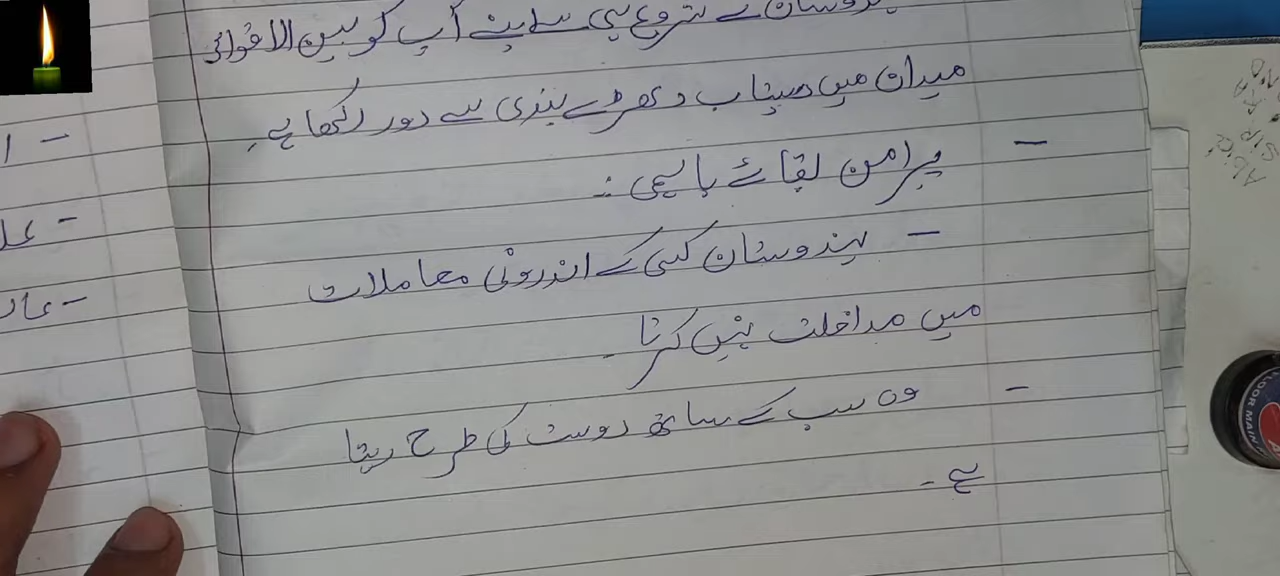 ہندوستان نے شروع ہی سے اپنے آپ کو بین الاقوامی
میدان میں دھڑے بندی سے دور رکھا ہے۔
- پرامن بقائے باہمی :-
- ہندوستان کسی کے اندرونی معاملات
میں مداخلت نہیں کرتا۔
- وہ سب کے ساتھ دوست کی طرح رہتا
ہے۔
FLOOR MAIN